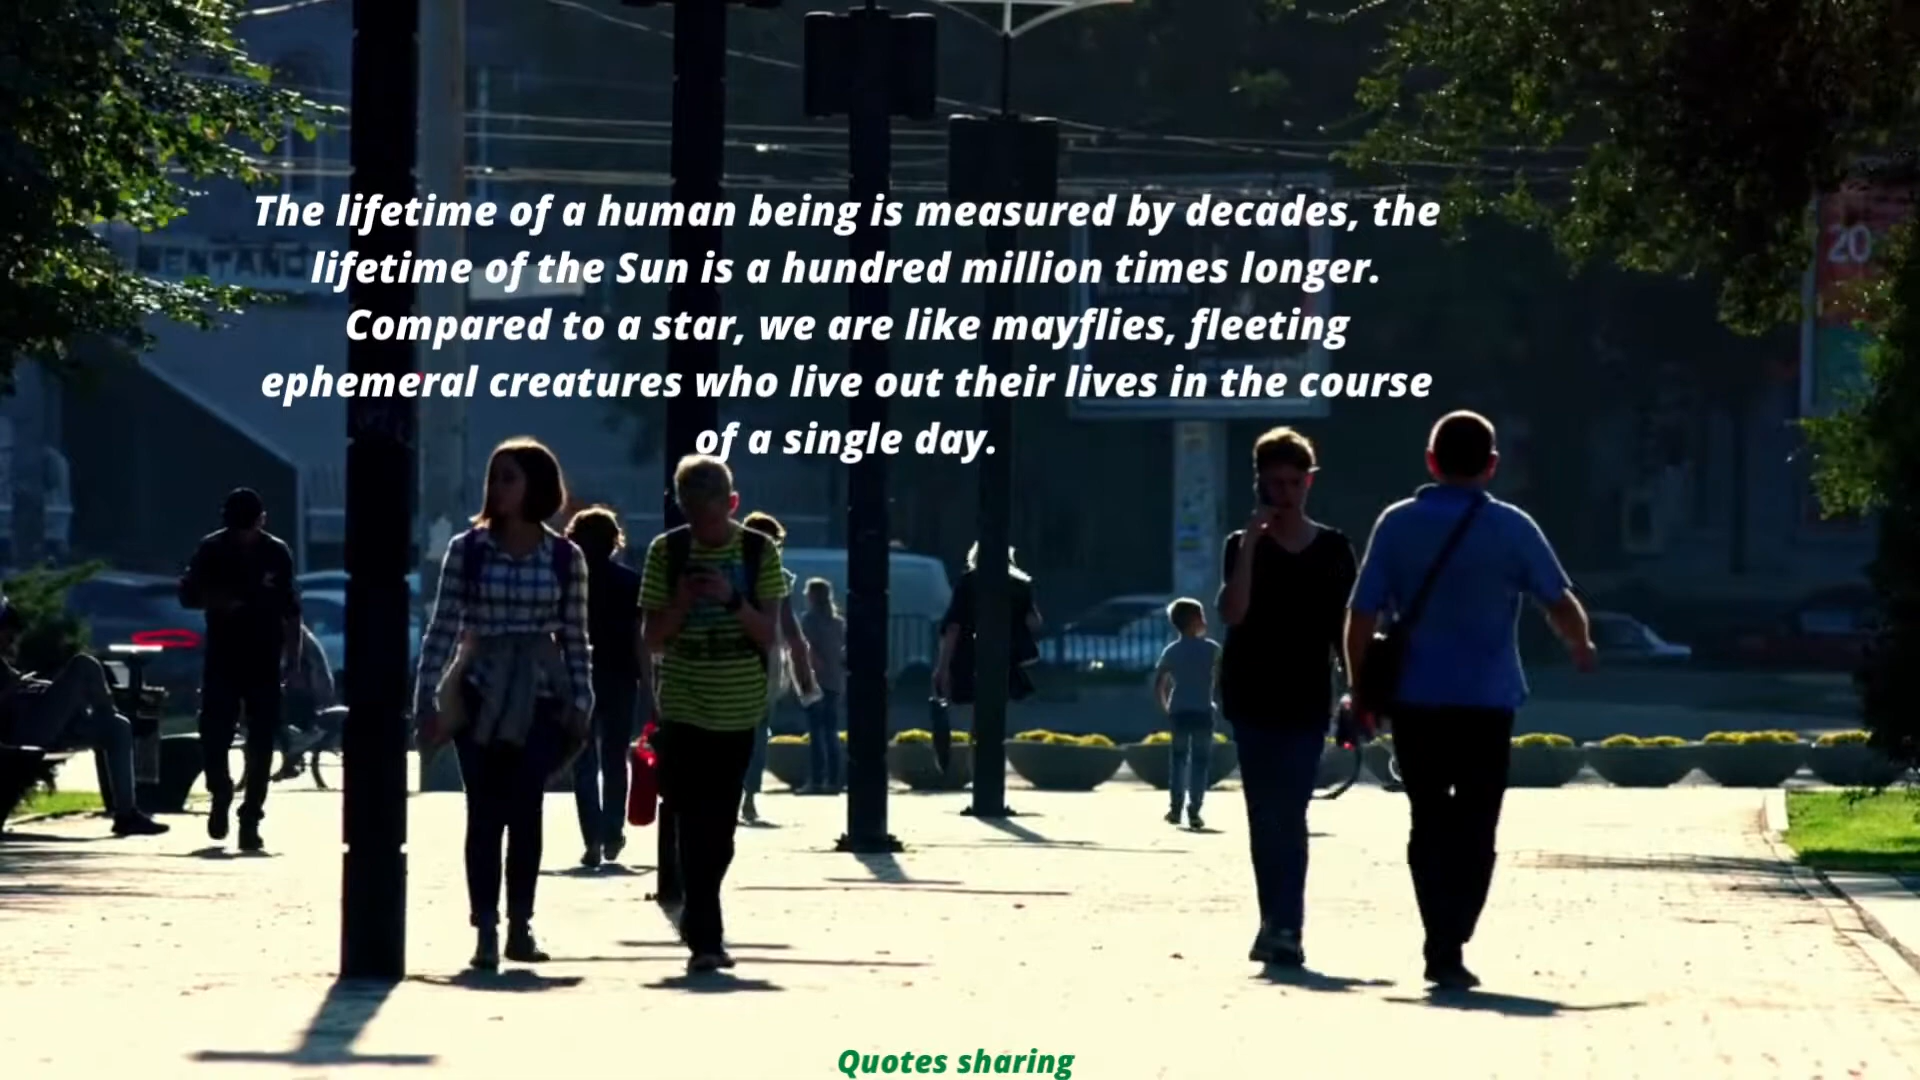 The lifetime of a human being is measured by decades, the
lifetime of the Sun is a hundred million times longer.
Compared to a star, we are like mayflies, fleeting
ephemeral creatures who live out their lives in the course
of a single day.
20
Quotes sharing